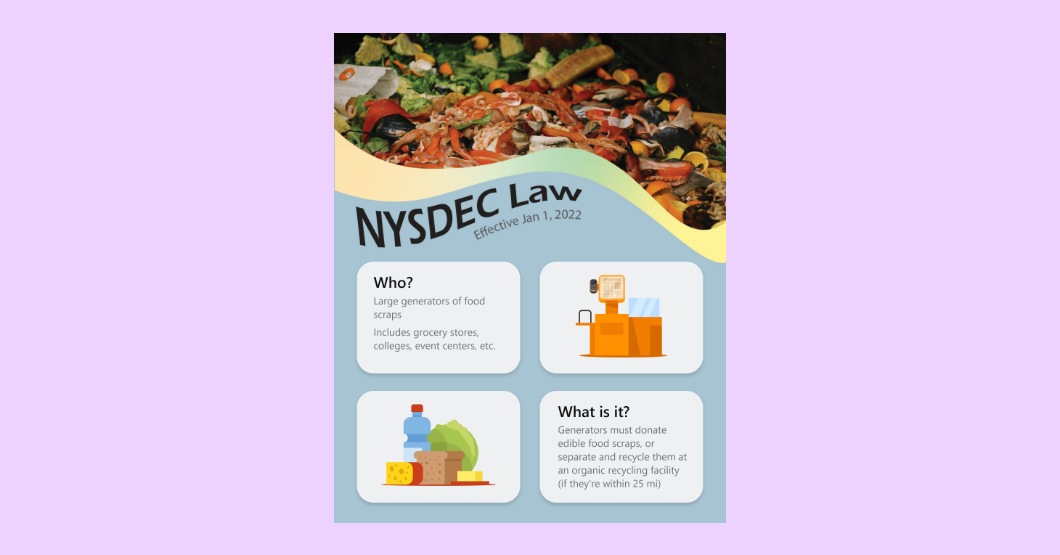 NYSDEC Law
Effective Jan 1, 2022
Who?
Large generators of food
scraps
Includes grocery stores,
colleges, event centers, etc.
What is it?
Generators must donate
edible food scraps, or
separate and recycle them at
an organic recycling facility
(if they're within 25 mi)